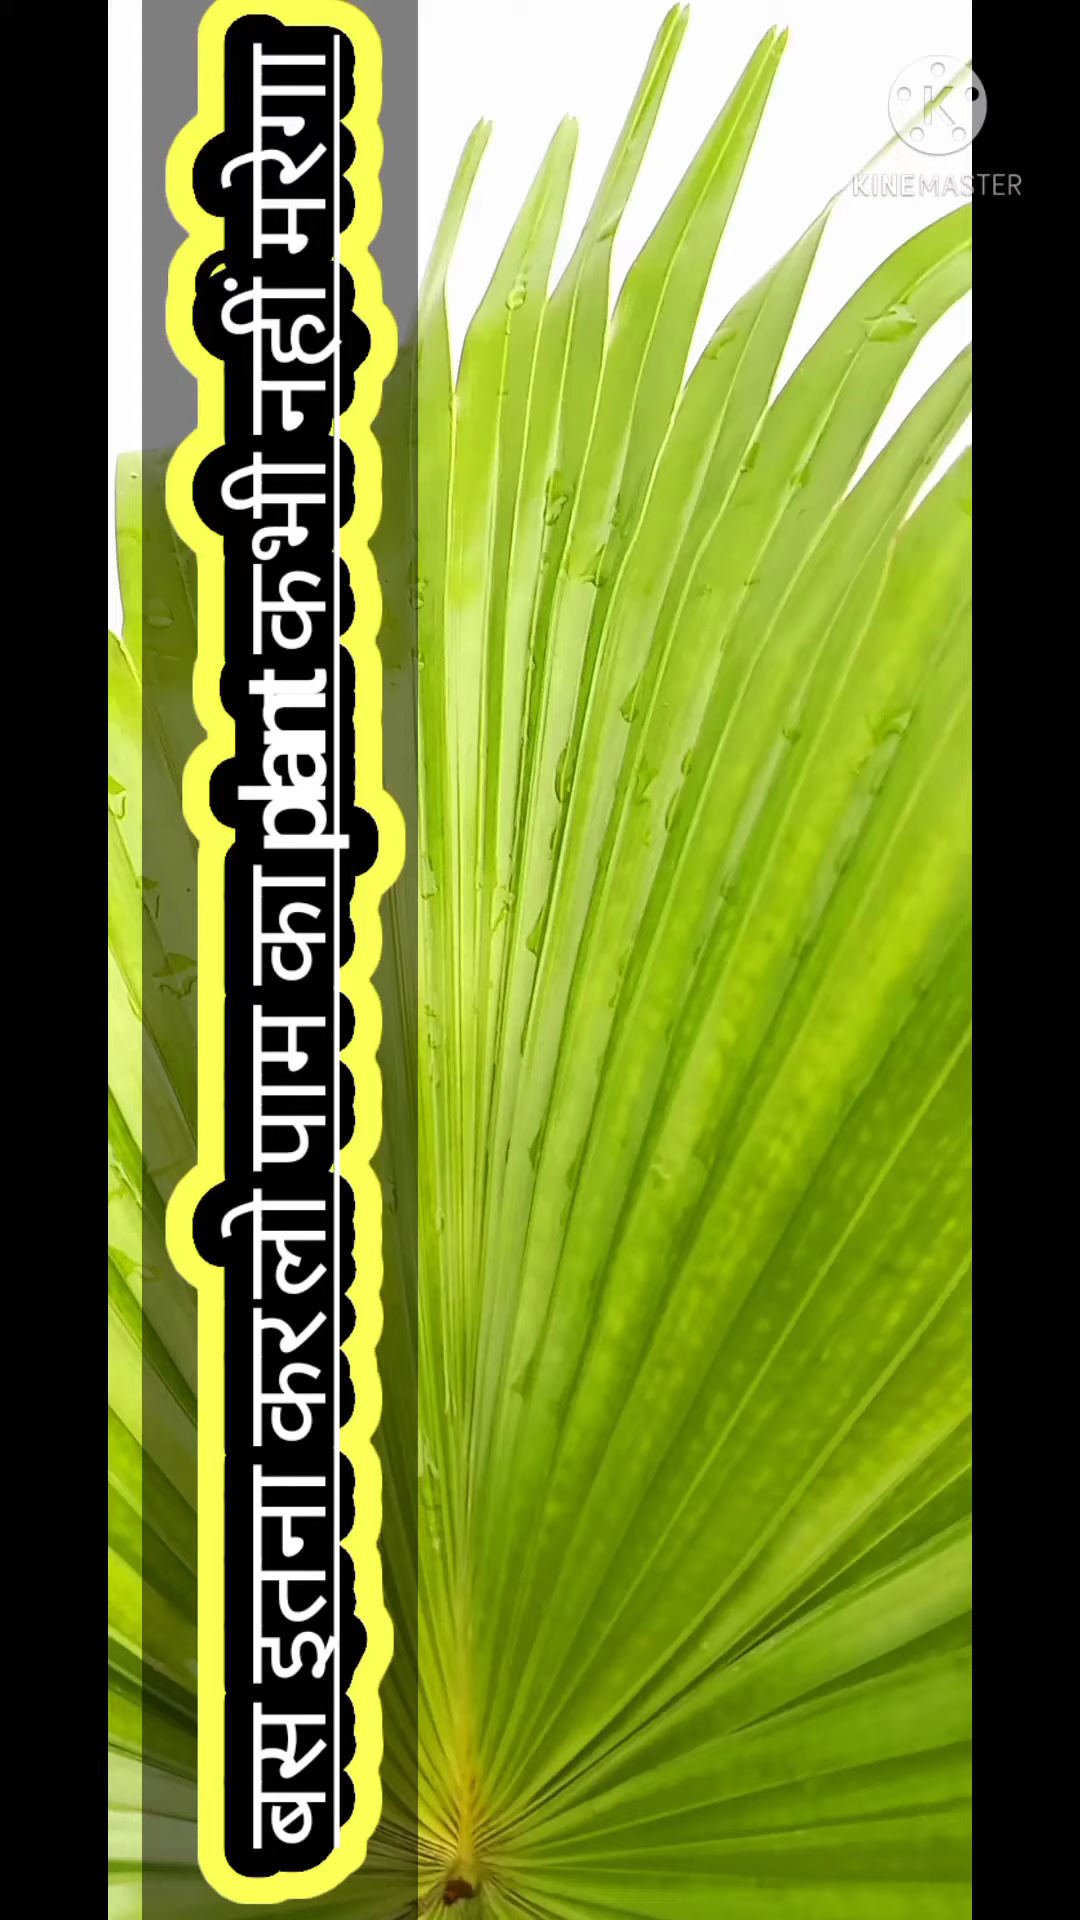 बस इतना करलो पाम का plant कभी नहीं मरेगा
K
KINEMASTER